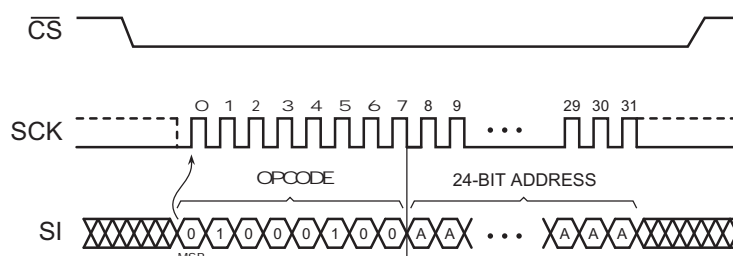 CS
0 1 2 3 4 5 6 7 8 9 29 30 31
SCK
OPCODE 24-BIT ADDRESS
SI 0 1 0 0 0 1 0 0 A A A A A
MSB